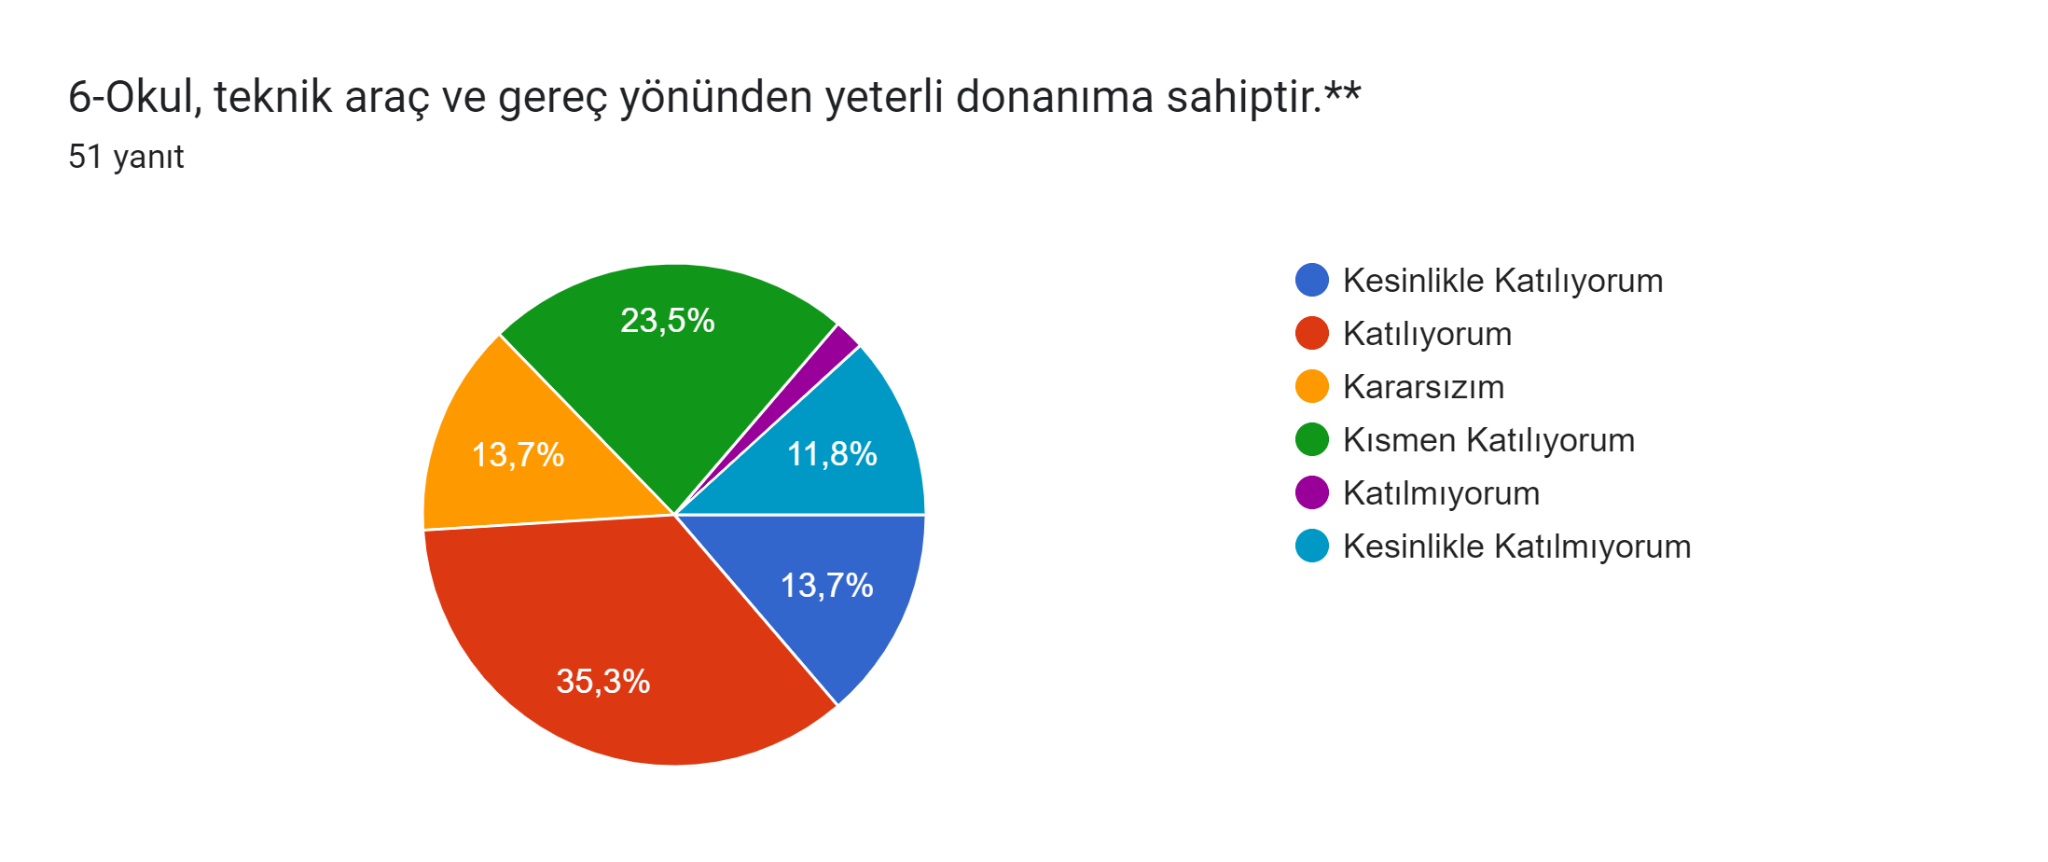 6-Okul, teknik araç ve gereç yönünden yeterli donanıma sahiptir.**
51 yanıt
23,5%
13,7%
11,8%
13,7%
35,3%
Kesinlikle Katılıyorum
Katılıyorum
Kararsızım
Kısmen Katılıyorum
Katılmıyorum
Kesinlikle Katılmıyorum